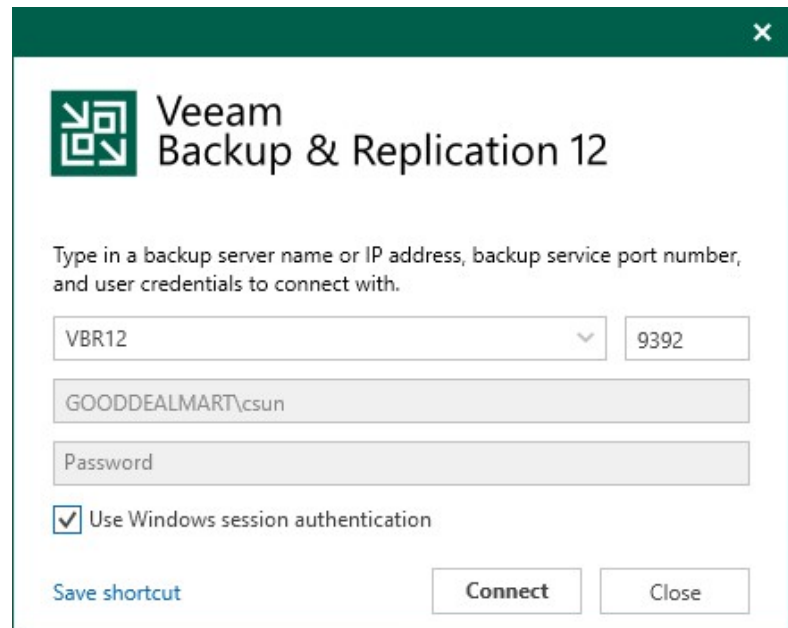 Veeam
Backup & Replication 12
Type in a backup server name or IP address, backup service port number,
and user credentials to connect with.
VBR12 9392
GOODDEALMART\csun
Password
Use Windows session authentication
Save shortcut Connect Close